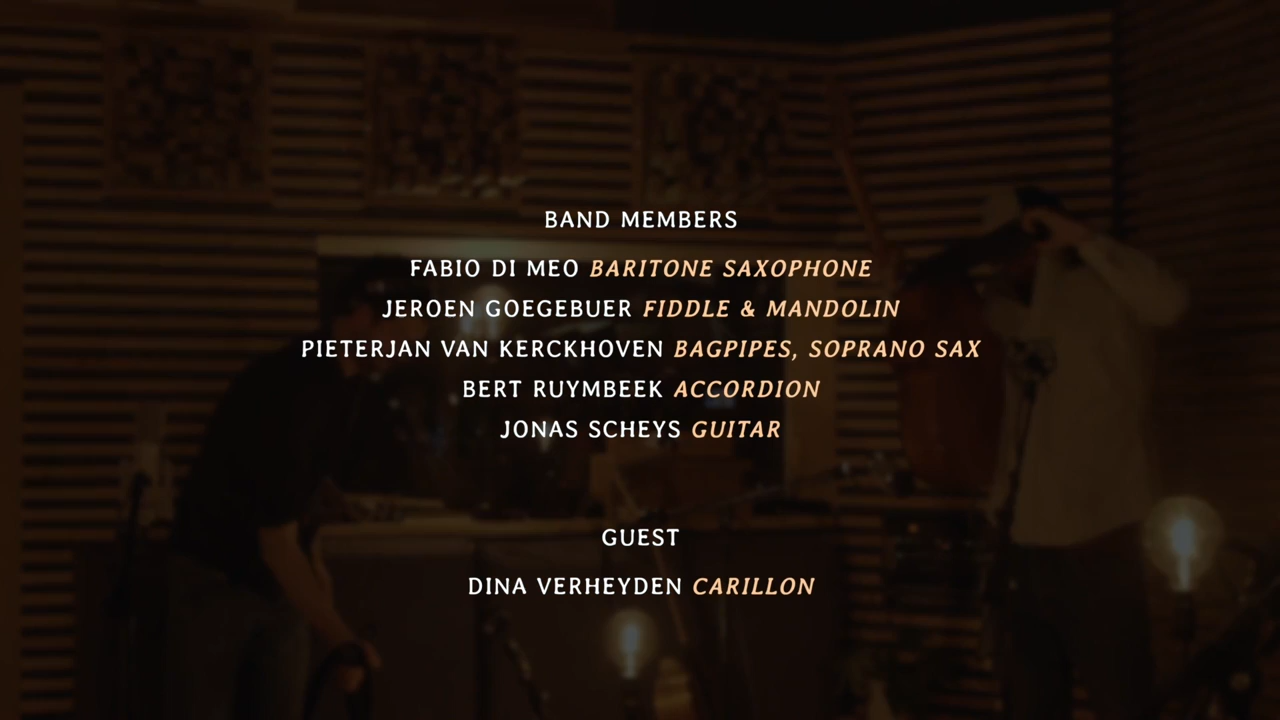 BAND MEMBERS
FABIO DI MEO BARITONE SAXOPHONE
JEROEN GOEGEBUER FIDDLE & MANDOLIN
PIETERJAN VAN KERCKHOVEN BAGPIPES, SOPRANO SAX
BERT RUYMBEEK ACCORDION
JONAS SCHEYS GUITAR
GUEST
DINA VERHEYDEN CARILLON